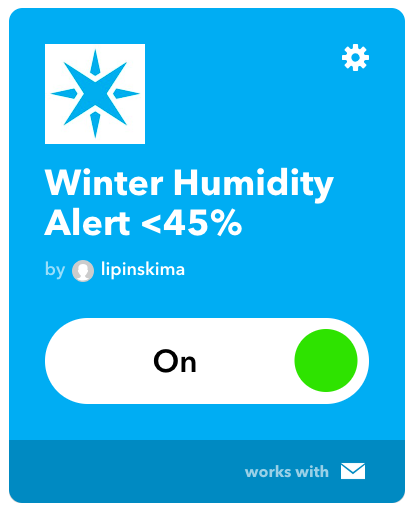 Winter Humidity
Alert <45%
by lipinskima
On
works with